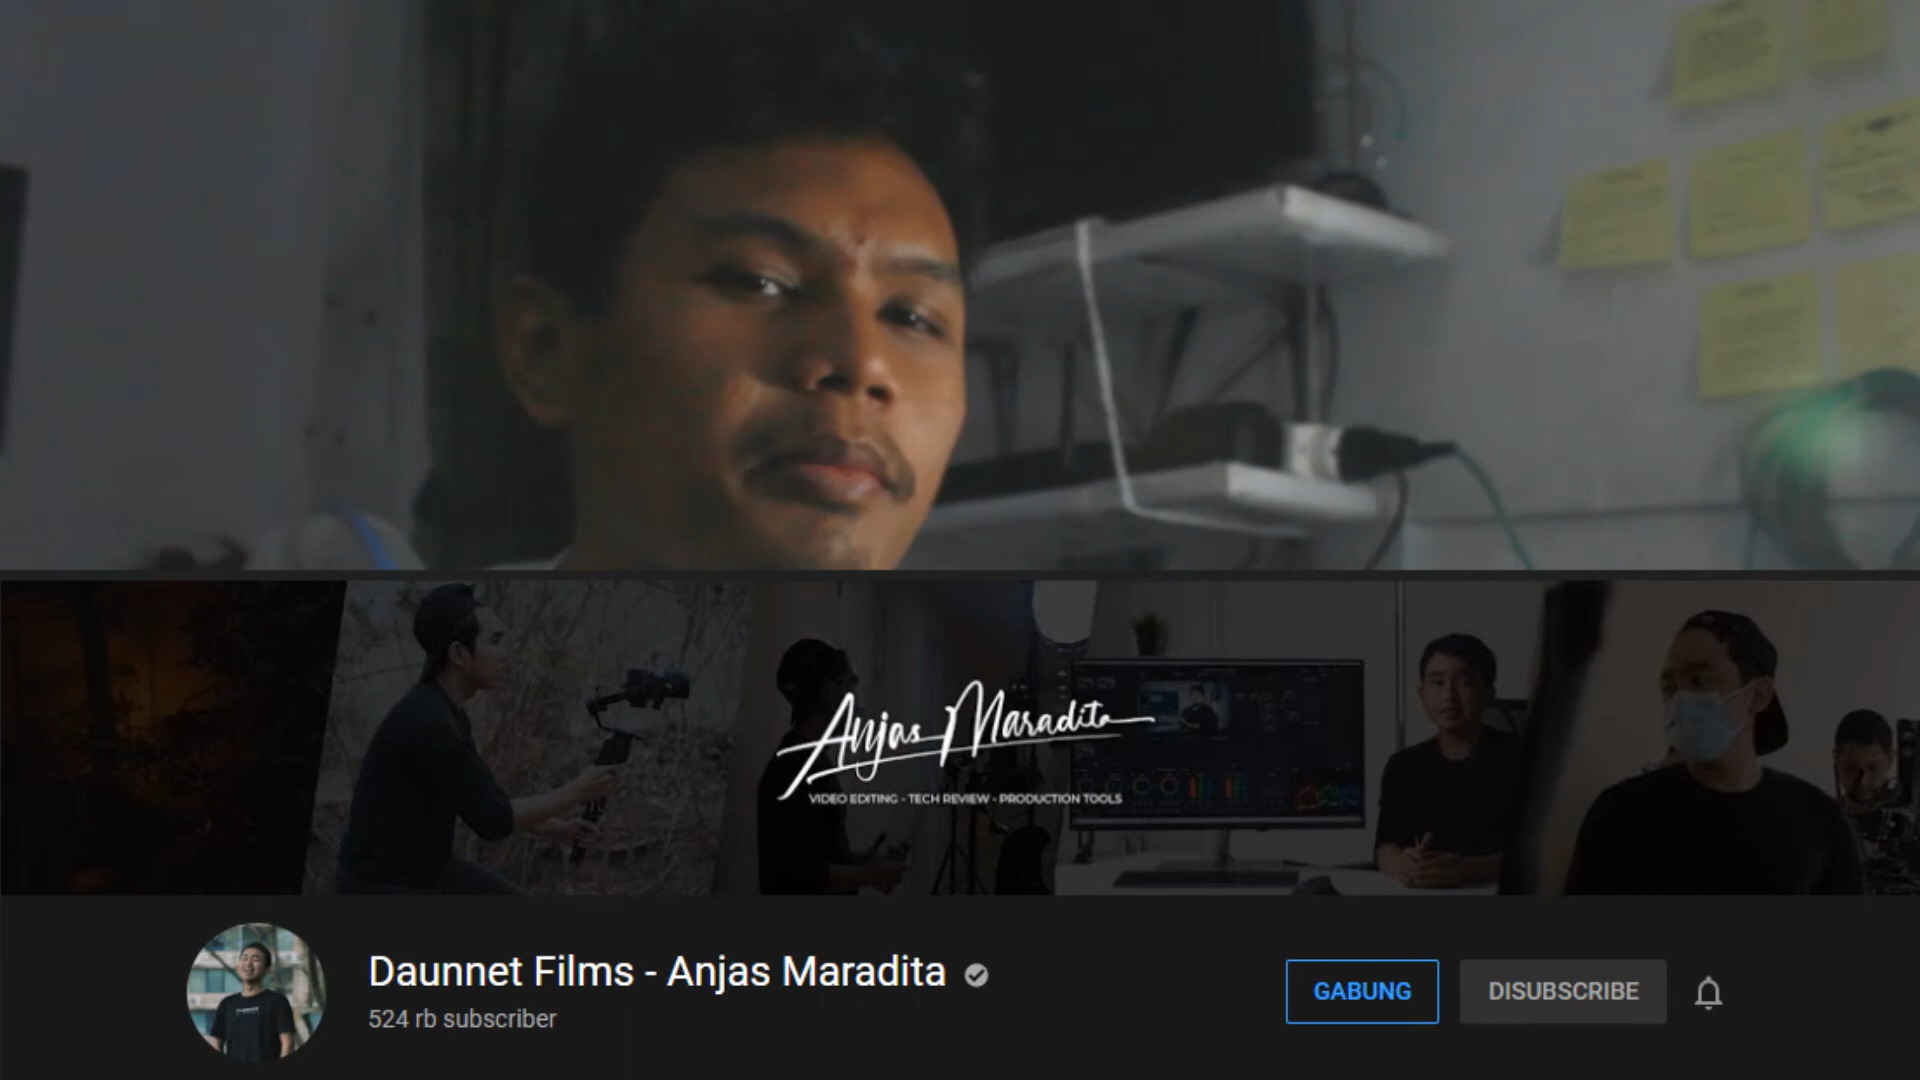 Anjas Maradita
VIDEO EDITING - TECH REVIEW - PRODUCTION TOOLS
Daunnet Films - Anjas Maradita
524 rb subscriber
GABUNG
DISUBSCRIBE